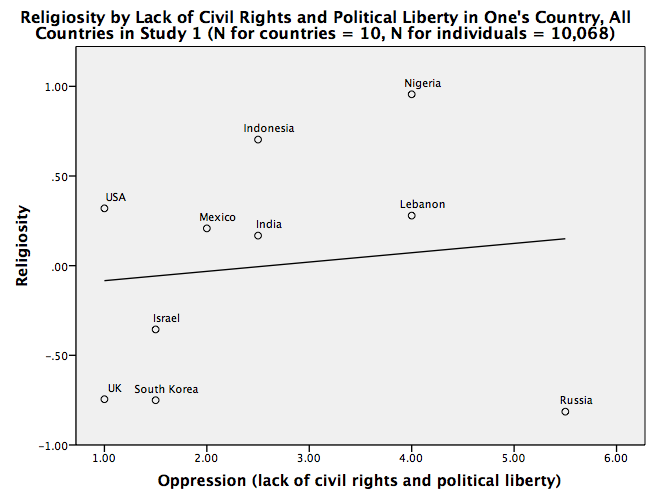 Religiosity by Lack of Civil Rights and Political Liberty in One's Country, All
Countries in Study 1 (N for countries = 10, N for individuals = 10,068)
Religiosity
1.00
.50
.00
-.50
-1.00
Nigeria
Indonesia
USA
Mexico
India
Lebanon
Israel
UK
South Korea
Russia
1.00 2.00 3.00 4.00 5.00 6.00
Oppression (lack of civil rights and political liberty)